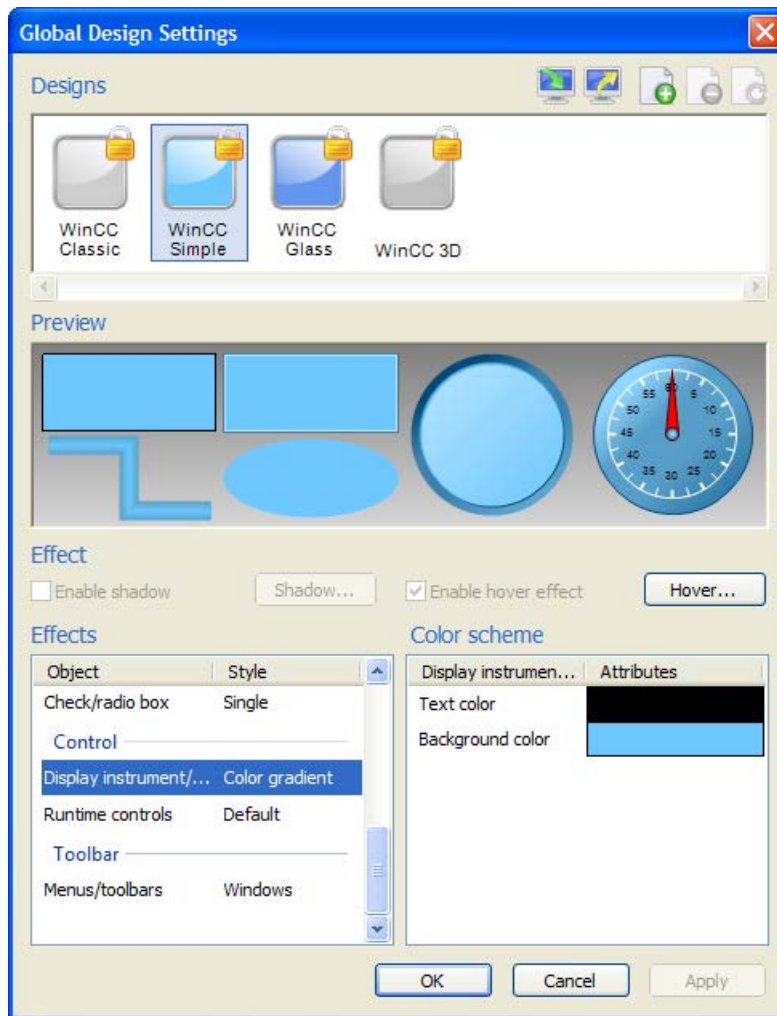 Global Design Settings
Designs
WinCC
Classic
WinCC
Simple
WinCC
Glass
WinCC 3D
Preview
60
55
5
50
10
45
15
40
20
35
30
25
Effect
Enable shadow
Shadow...
Enable hover effect
Hover...
Effects
Color scheme
Object Style
Check/radio box Single
Control
Display instrument/... Color gradient
Runtime controls Default
Toolbar
Menus/toolbars Windows
Display instrumen... Attributes
Text color
Background color
OK
Cancel
Apply